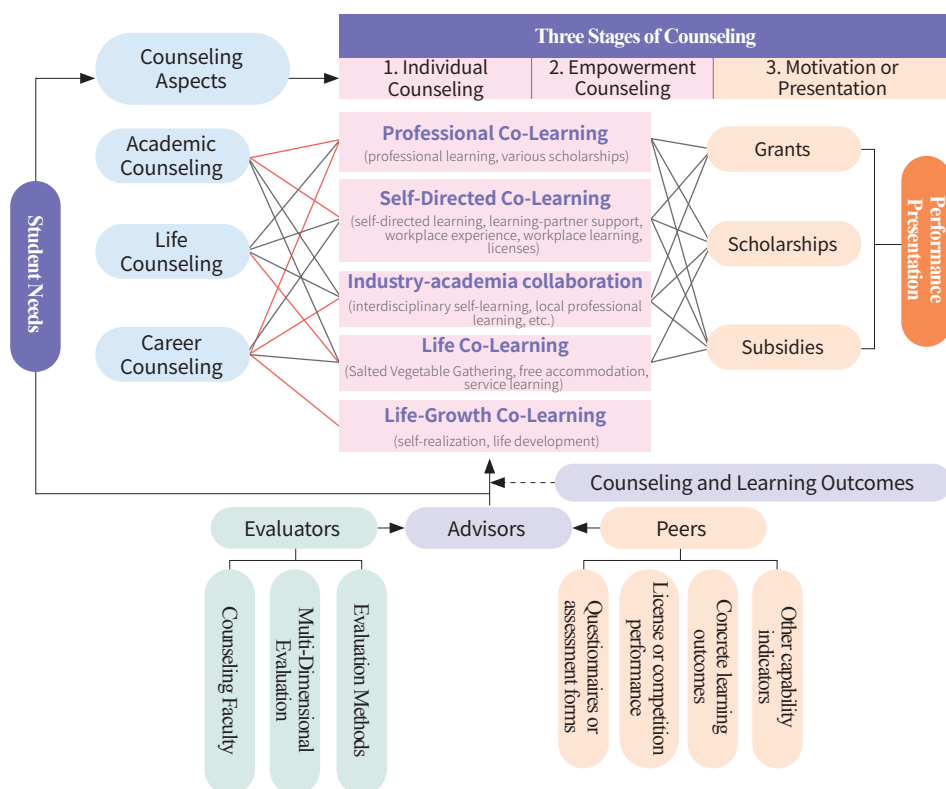 Three Stages of Counseling
Counseling
Aspects
1. Individual
Counseling
2. Empowerment
Counseling
3. Motivation or
Presentation
Student Needs
Academic
Counseling
Life
Counseling
Career
Counseling
Professional Co-Learning
(professional learning, various scholarships)
Self-Directed Co-Learning
(self-directed learning, learning-partner support,
workplace experience, workplace learning,
licenses)
Industry-academia collaboration
(interdisciplinary self-learning, local professional
learning, etc.)
Life Co-Learning
(Salted Vegetable Gathering, free accommodation,
service learning)
Life-Growth Co-Learning
(self-realization, life development)
Grants
Scholarships
Subsidies
Performance
Presentation
Counseling and Learning Outcomes
Evaluators
Advisors
Peers
Counseling Faculty
Multi-Dimensional
Evaluation
Evaluation Methods
Questionnaires or
assessment forms
License or competition
performance
Concrete learning
outcomes
Other capability
indicators